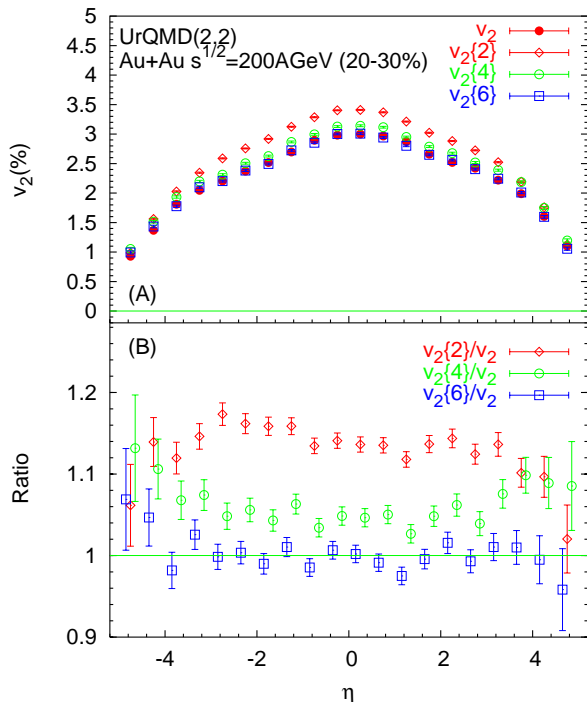 UrQMD(2,2)
Au+Au s^{1/2}=200AGeV (20-30%)
v₂
v₂{2}
v₂{4}
v₂{6}
5
4.5
4
3.5
3
2.5
2
1.5
1
0.5
0
v₂(%)
(A)
(B)
v₂{2}/v₂
v₂{4}/v₂
v₂{6}/v₂
1.2
1.1
1
0.9
Ratio
-4 -2 0 2 4
η